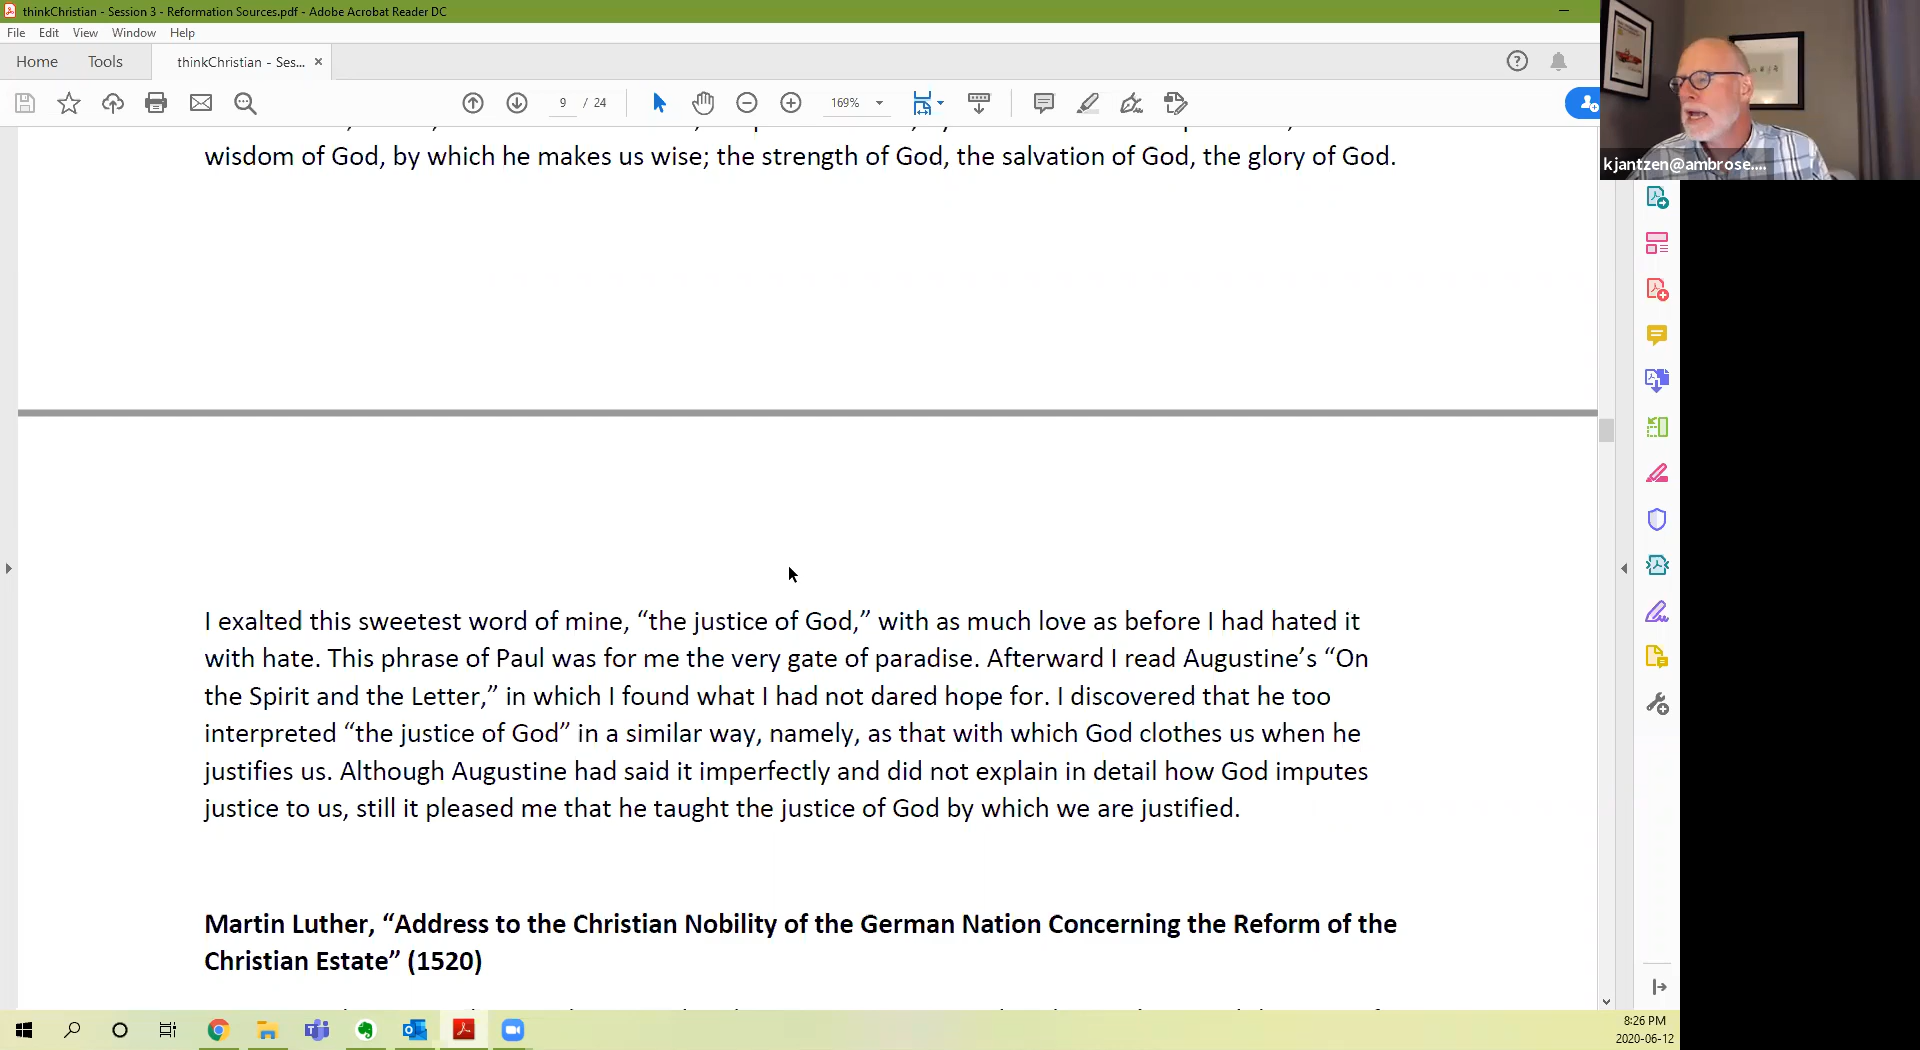 thinkChristian - Session 3 - Reformation Sources.pdf - Adobe Acrobat Reader DC
File Edit View Window Help
Home Tools thinkChristian - Ses... ×
9 / 24 169%
kjantzen@ambrose....
wisdom of God, by which he makes us wise; the strength of God, the salvation of God, the glory of God.
I exalted this sweetest word of mine, “the justice of God,” with as much love as before I had hated it
with hate. This phrase of Paul was for me the very gate of paradise. Afterward I read Augustine’s “On
the Spirit and the Letter,” in which I found what I had not dared hope for. I discovered that he too
interpreted “the justice of God” in a similar way, namely, as that with which God clothes us when he
justifies us. Although Augustine had said it imperfectly and did not explain in detail how God imputes
justice to us, still it pleased me that he taught the justice of God by which we are justified.
Martin Luther, “Address to the Christian Nobility of the German Nation Concerning the Reform of the
Christian Estate” (1520)
8:26 PM
2020-06-12